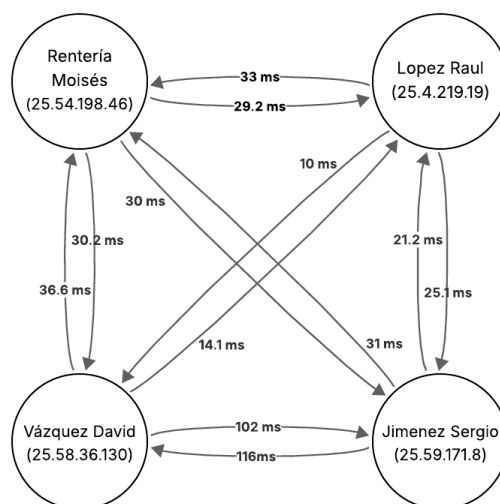 Rentería
Moisés
(25.54.198.46)
Lopez Raul
(25.4.219.19)
33 ms
29.2 ms
10 ms
30 ms
30.2 ms
21.2 ms
36.6 ms
25.1 ms
14.1 ms
31 ms
Vázquez David
(25.58.36.130)
102 ms
116ms
Jimenez Sergio
(25.59.171.8)